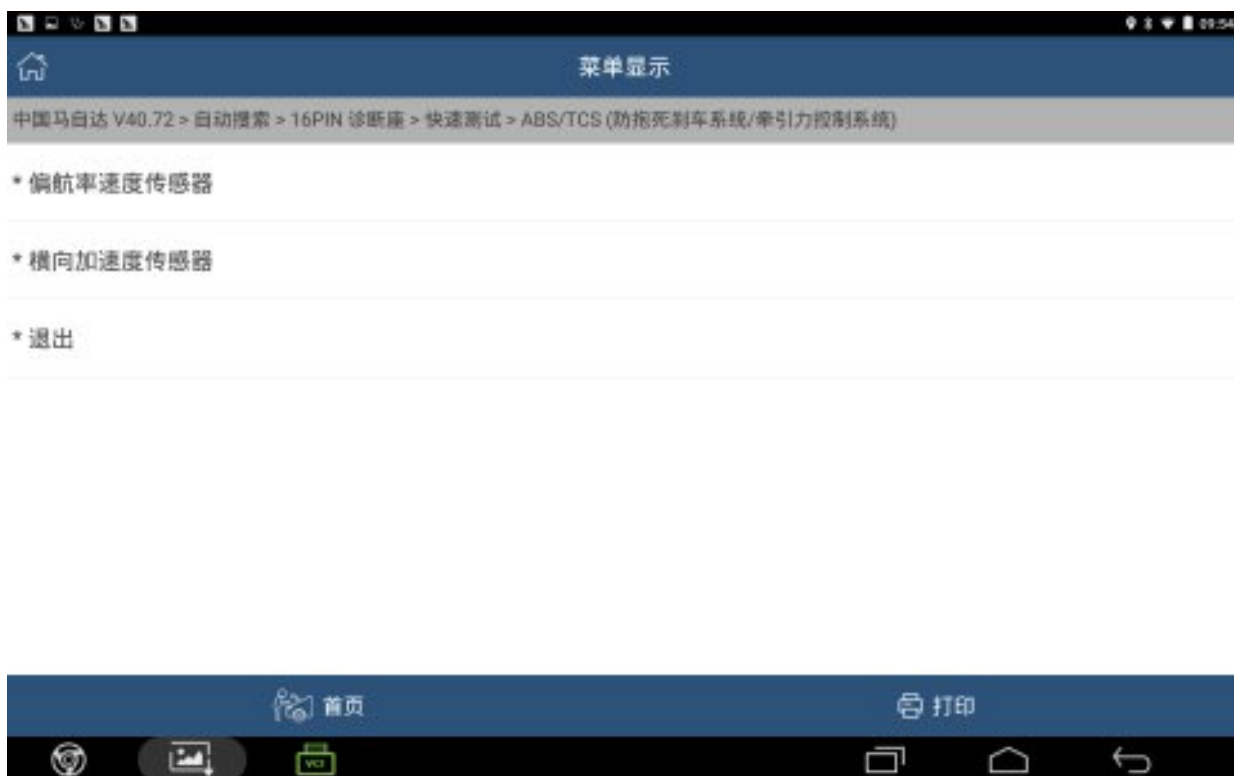 09:54
菜单显示
中国马自达 V40.72 > 自动搜索 > 16PIN 诊断座 > 快速测试 > ABS/TCS (防抱死刹车系统/牵引力控制系统)
* 偏航率速度传感器
* 横向加速度传感器
* 退出
首页
打印
VCI